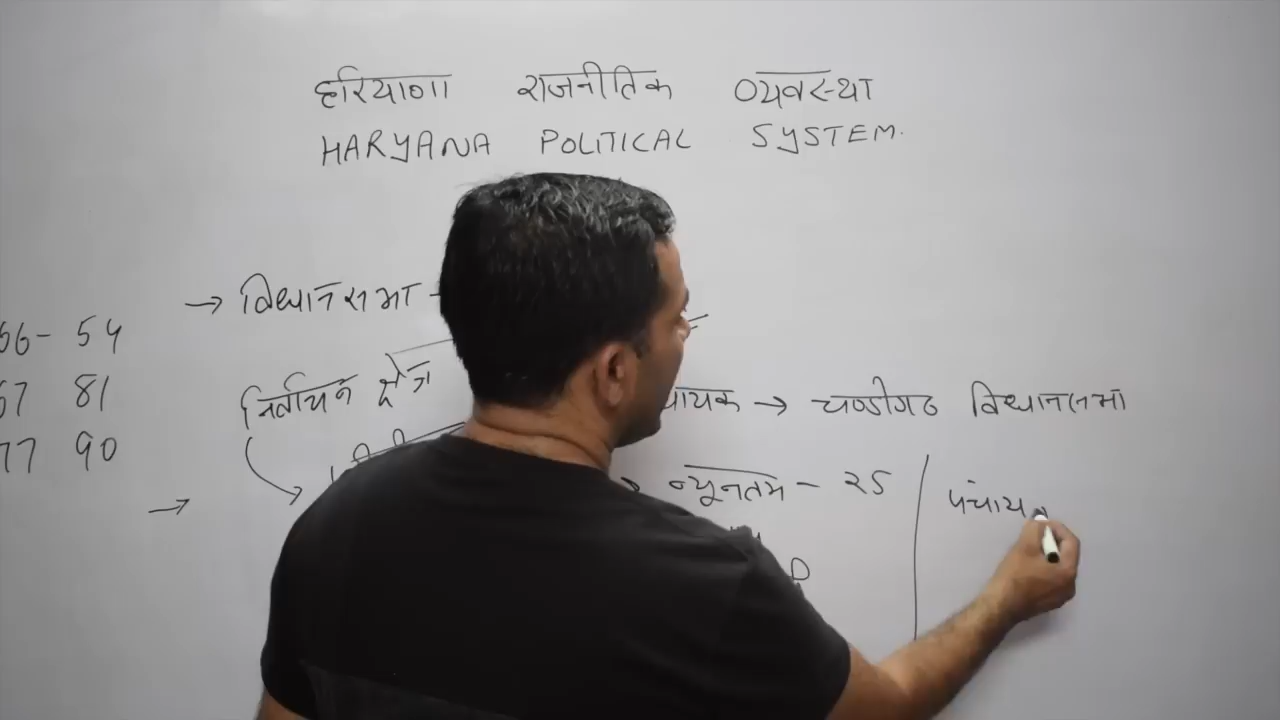 हरियाणा राजनीतिक व्यवस्था
HARYANA POLITICAL SYSTEM.
→ विधानसभा -
66- 54
67 81
77 90
निर्वाचन क्षेत्र
ायक → चण्डीगढ विधानसभा
→
न्यूनतम - 25
पंचाय